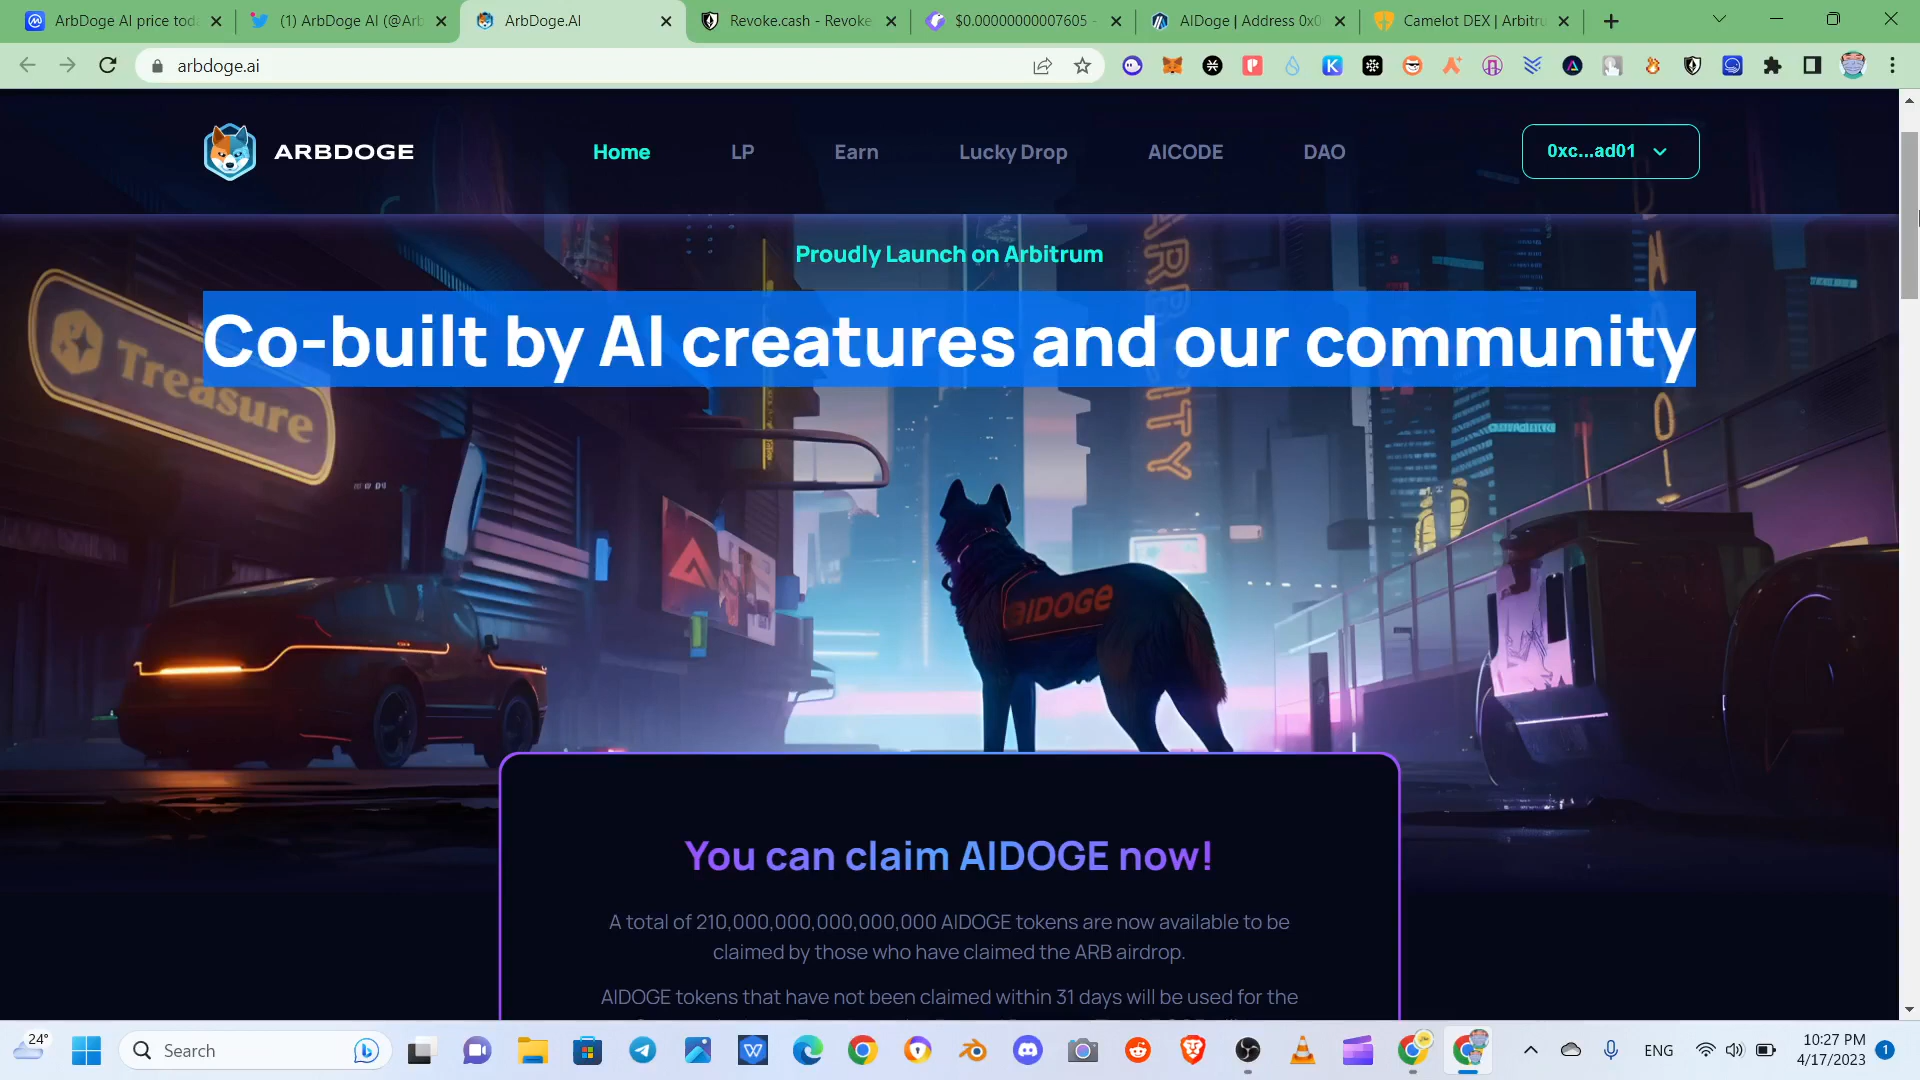 ArbDoge AI price toda
(1) ArbDoge AI (@Arb
ArbDoge.AI
Revoke.cash - Revoke
$0.00000000007605 -
AIDoge | Address 0x0
Camelot DEX | Arbitru
arbdoge.ai
ARBDOGE
Home
LP
Earn
Lucky Drop
AICODE
DAO
0xc...ad01
Proudly Launch on Arbitrum
Co-built by AI creatures and our community
Treasure
AIDOGE
You can claim AIDOGE now!
A total of 210,000,000,000,000,000 AIDOGE tokens are now available to be
claimed by those who have claimed the ARB airdrop.
AIDOGE tokens that have not been claimed within 31 days will be used for the
24°
Search
ENG
10:27 PM
4/17/2023
1